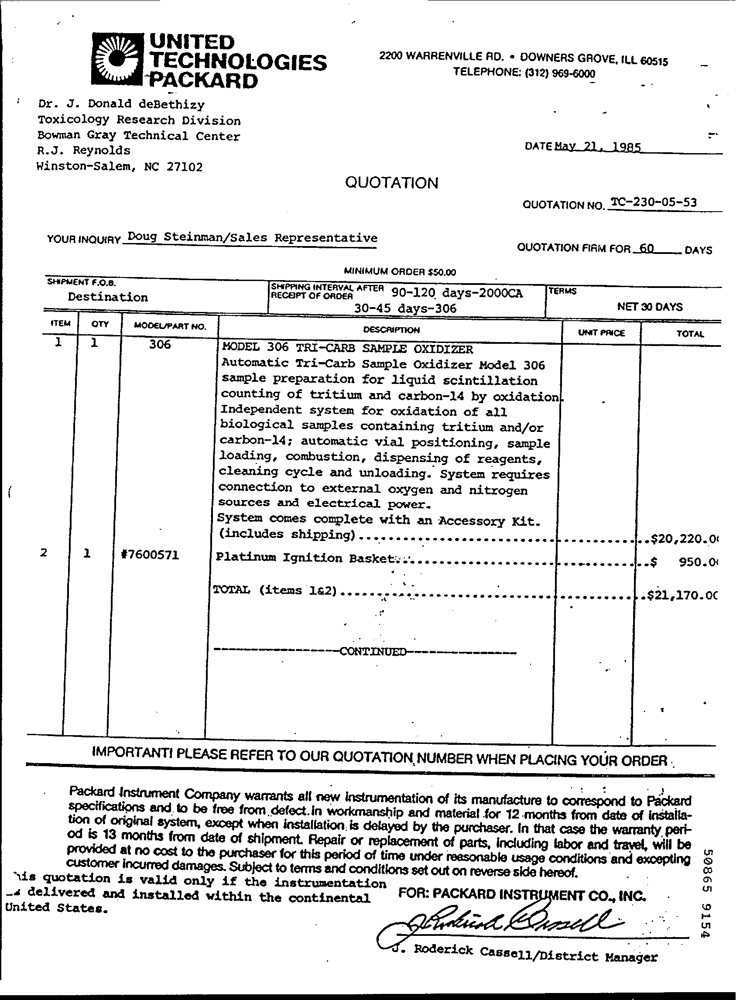 UNITED
TECHNOLOGIES
PACKARD
2200 WARRENVILLE RD. • DOWNERS GROVE, ILL 60515
TELEPHONE: (312) 969-6000
Dr. J. Donald deBethizy
Toxicology Research Division
Bowman Gray Technical Center
R.J. Reynolds
Winston-Salem, NC 27102
DATE May 21, 1985
QUOTATION
QUOTATION NO. TC-230-05-53
YOUR INQUIRY Doug Steinman/Sales Representative
QUOTATION FIRM FOR 60 DAYS
MINIMUM ORDER $50.00
SHIPMENT F.O.B.
Destination
SHIPPING INTERVAL AFTER RECEIPT OF ORDER 90-120 days-2000CA
30-45 days-306
TERMS
NET 30 DAYS
ITEM QTY MODEL/PART NO. DESCRIPTION UNIT PRICE TOTAL
1 1 306 MODEL 306 TRI-CARB SAMPLE OXIDIZER
Automatic Tri-Carb Sample Oxidizer Model 306
sample preparation for liquid scintillation
counting of tritium and carbon-14 by oxidation.
Independent system for oxidation of all
biological samples containing tritium and/or
carbon-14; automatic vial positioning, sample
loading, combustion, dispensing of reagents,
cleaning cycle and unloading. System requires
connection to external oxygen and nitrogen
sources and electrical power.
System comes complete with an Accessory Kit.
(includes shipping)....$20,220.0
2 1 #7600571 Platinum Ignition Basket....$ 950.0
TOTAL (items 1&2)....$21,170.0
CONTINUED
IMPORTANT! PLEASE REFER TO OUR QUOTATION NUMBER WHEN PLACING YOUR ORDER
Packard Instrument Company warrants all new instrumentation of its manufacture to correspond to Packard
specifications and to be free from defect in workmanship and material for 12 months from date of installa-
tion of original system, except when installation is delayed by the purchaser. In that case the warranty peri-
od is 13 months from date of shipment. Repair or replacement of parts, including labor and travel, will be
provided at no cost to the purchaser for this period of time under reasonable usage conditions and excepting
customer incurred damages. Subject to terms and conditions set out on reverse side hereof.
his quotation is valid only if the instrumentation
delivered and installed within the continental
United States.
FOR: PACKARD INSTRUMENT CO., INC.
J. Roderick Cassell
J. Roderick Cassell/District Manager
50865 9154